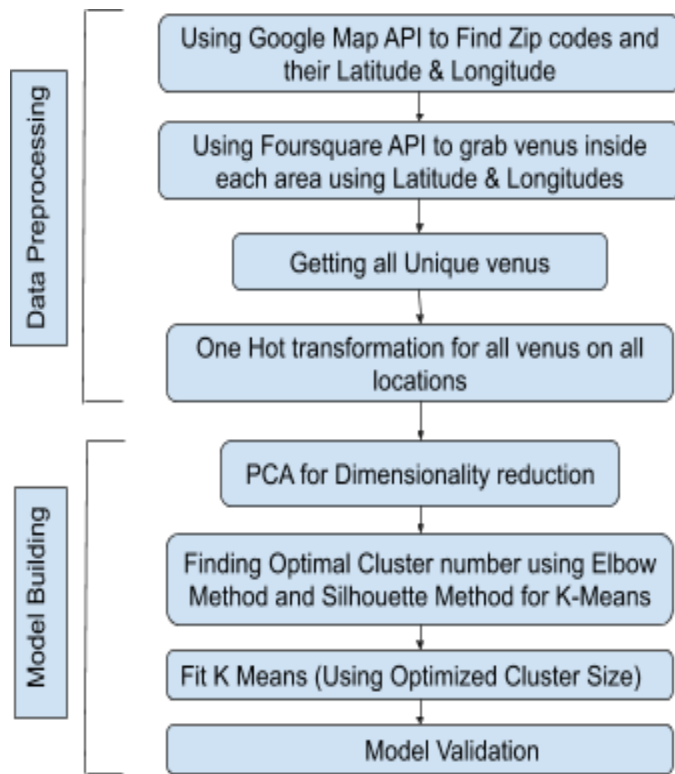 Data Preprocessing
Using Google Map API to Find Zip codes and
their Latitude & Longitude
Using Foursquare API to grab venus inside
each area using Latitude & Longitudes
Getting all Unique venus
One Hot transformation for all venus on all
locations
Model Building
PCA for Dimensionality reduction
Finding Optimal Cluster number using Elbow
Method and Silhouette Method for K-Means
Fit K Means (Using Optimized Cluster Size)
Model Validation